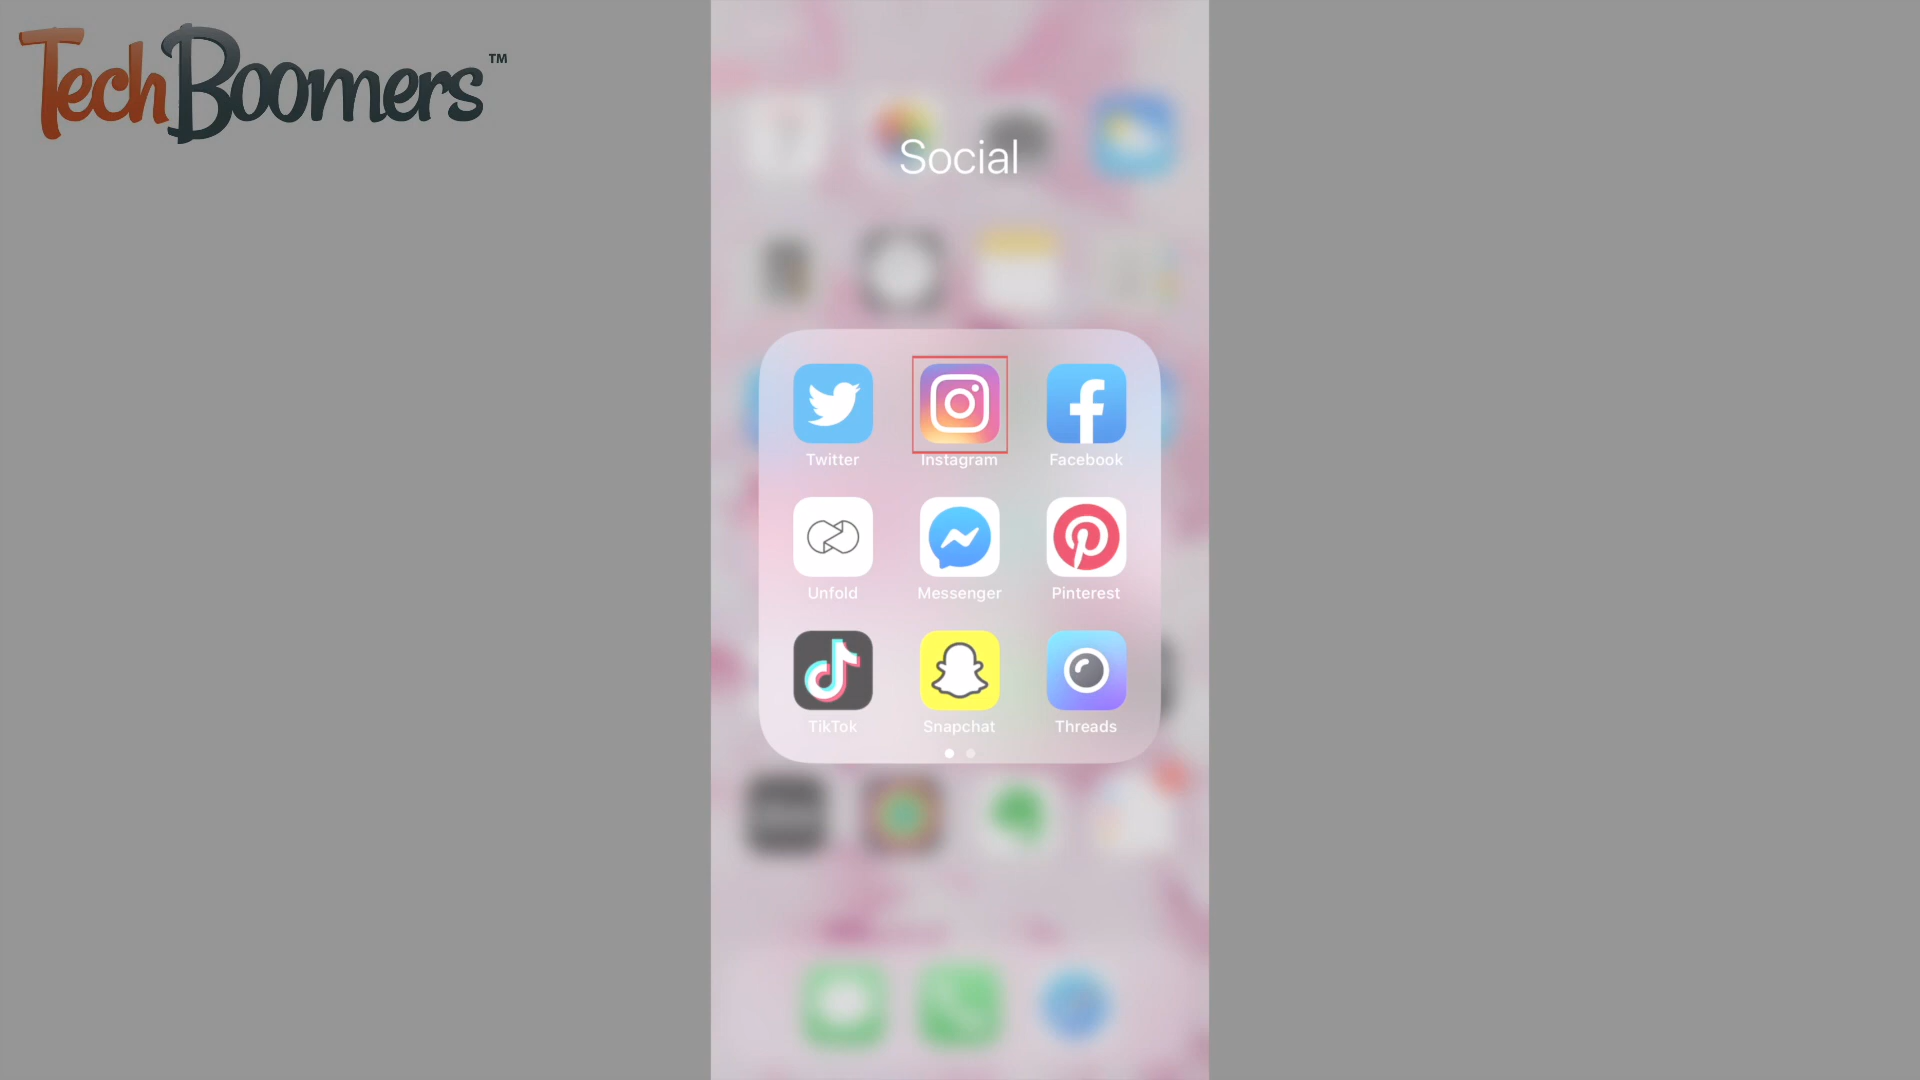 TechBoomers™
Social
Twitter Instagram Facebook
Unfold Messenger Pinterest
TikTok Snapchat Threads